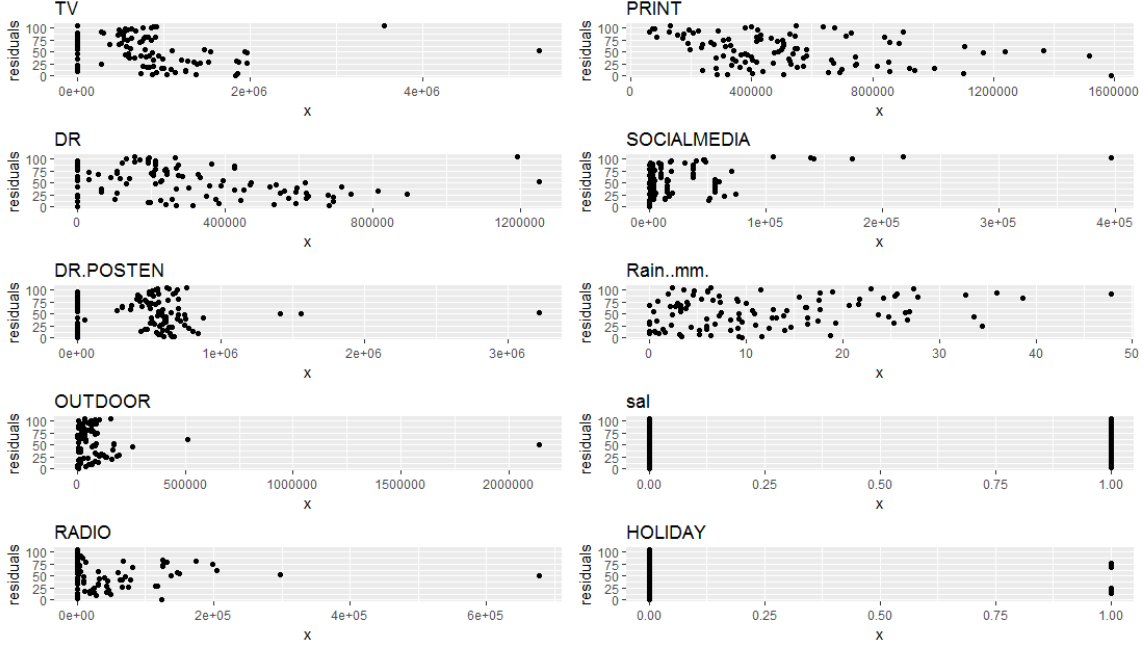 TV
residuals
100
75
50
25
0
0e+00 2e+06 4e+06
x
PRINT
residuals
100
75
50
25
0
400000 800000 1200000 1600000
x
DR
residuals
100
75
50
25
0
0 400000 800000 1200000
x
SOCIALMEDIA
residuals
100
75
50
25
0
0e+00 1e+05 2e+05 3e+05 4e+05
x
DR.POSTEN
residuals
100
75
50
25
0
0e+00 1e+06 2e+06 3e+06
x
Rain..mm.
residuals
100
75
50
25
0
0 10 20 30 40 50
x
OUTDOOR
residuals
100
75
50
25
0
0 500000 1000000 1500000 2000000
x
sal
residuals
100
75
50
25
0
0.00 0.25 0.50 0.75 1.00
x
RADIO
residuals
100
75
50
25
0
0e+00 2e+05 4e+05 6e+05
x
HOLIDAY
residuals
100
75
50
25
0
0.00 0.25 0.50 0.75 1.00
x